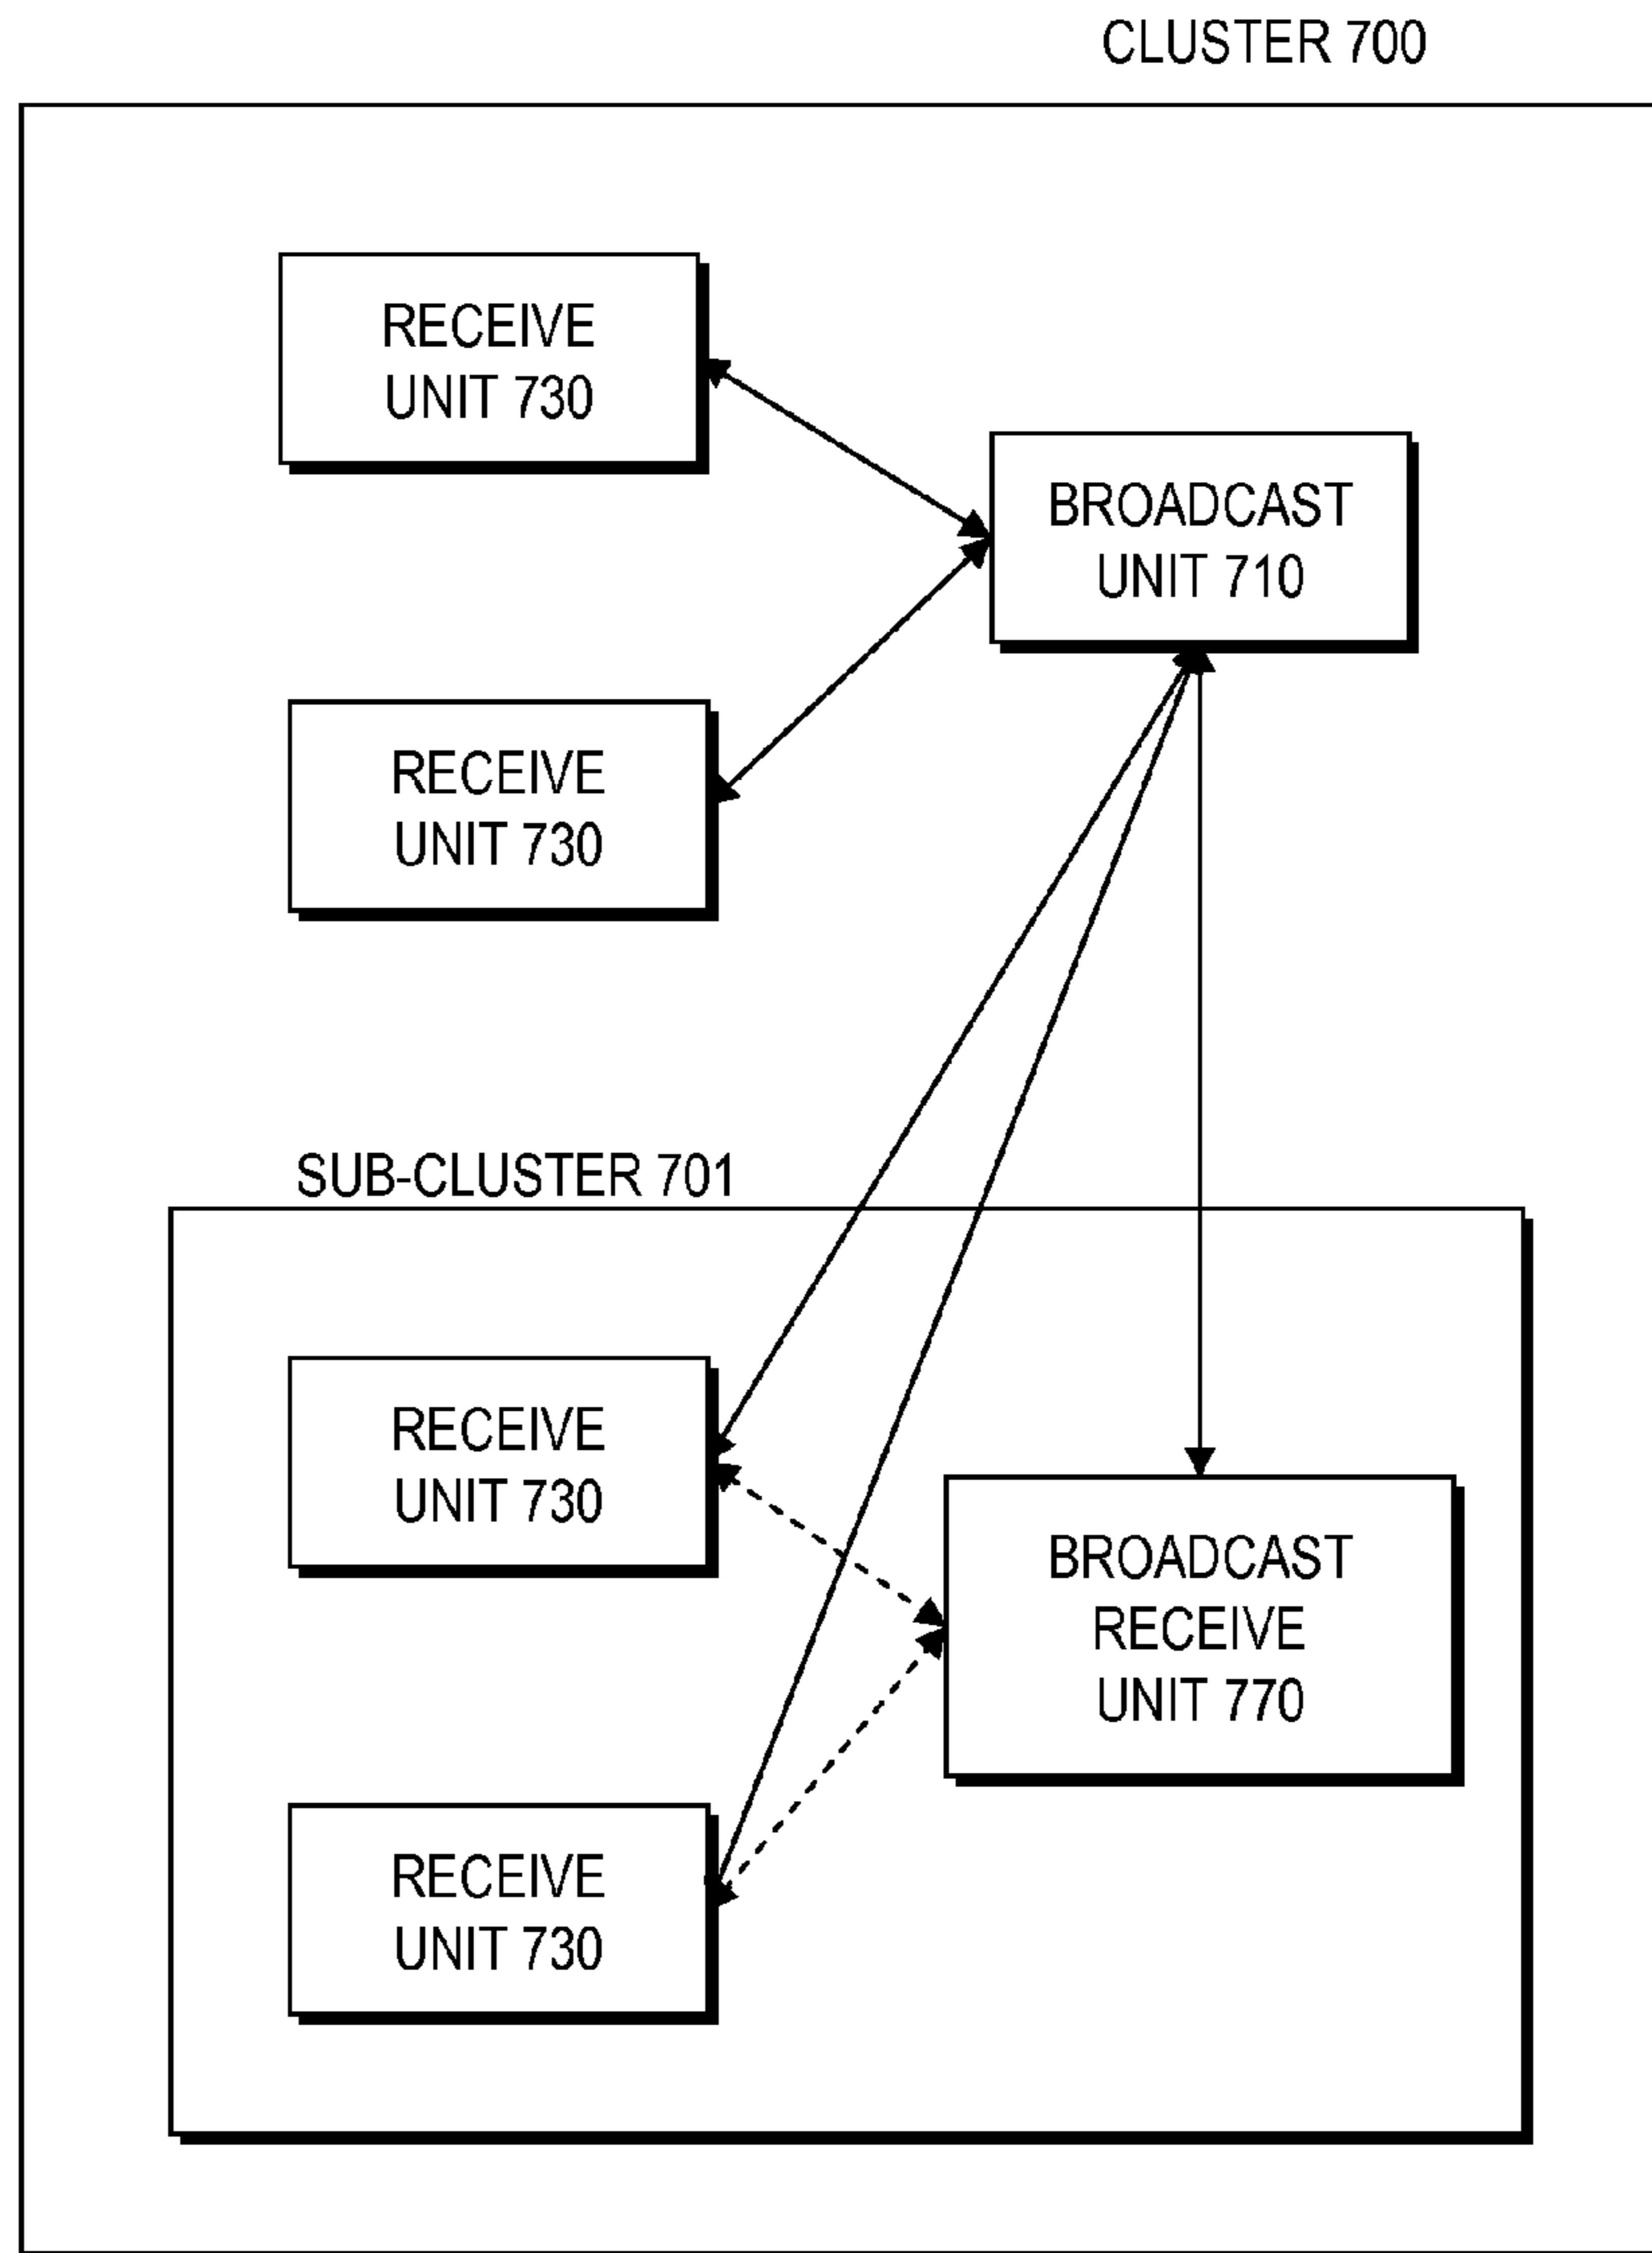 CLUSTER 700
RECEIVE
UNIT 730
BROADCAST
UNIT 710
RECEIVE
UNIT 730
SUB-CLUSTER 701
RECEIVE
UNIT 730
BROADCAST
RECEIVE
UNIT 770
RECEIVE
UNIT 730